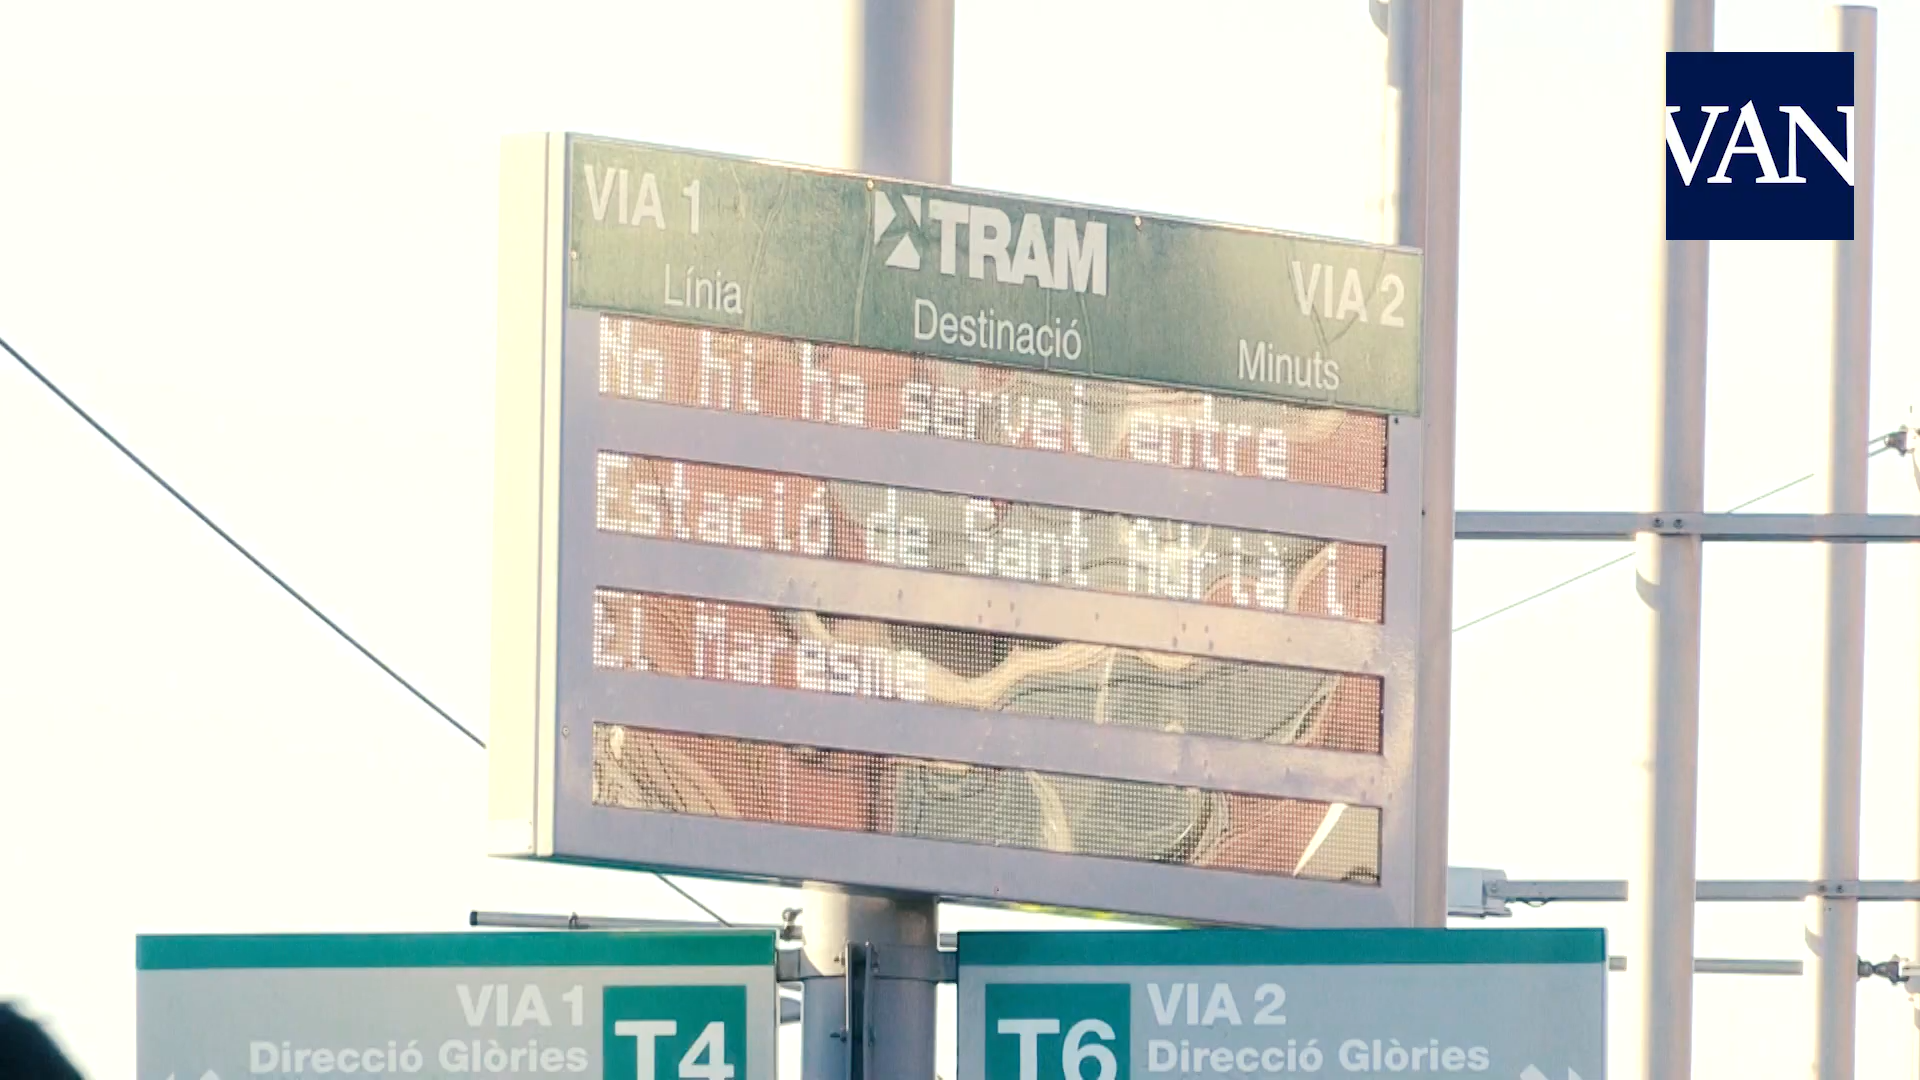 VAN
VIA 1
TRAM
VIA 2
Línia
Destinació
Minuts
No hi ha servei entre
Estació de Sant Adrià i
El Maresme
VIA 1
Direcció Glòries
T4
T6
VIA 2
Direcció Glòries